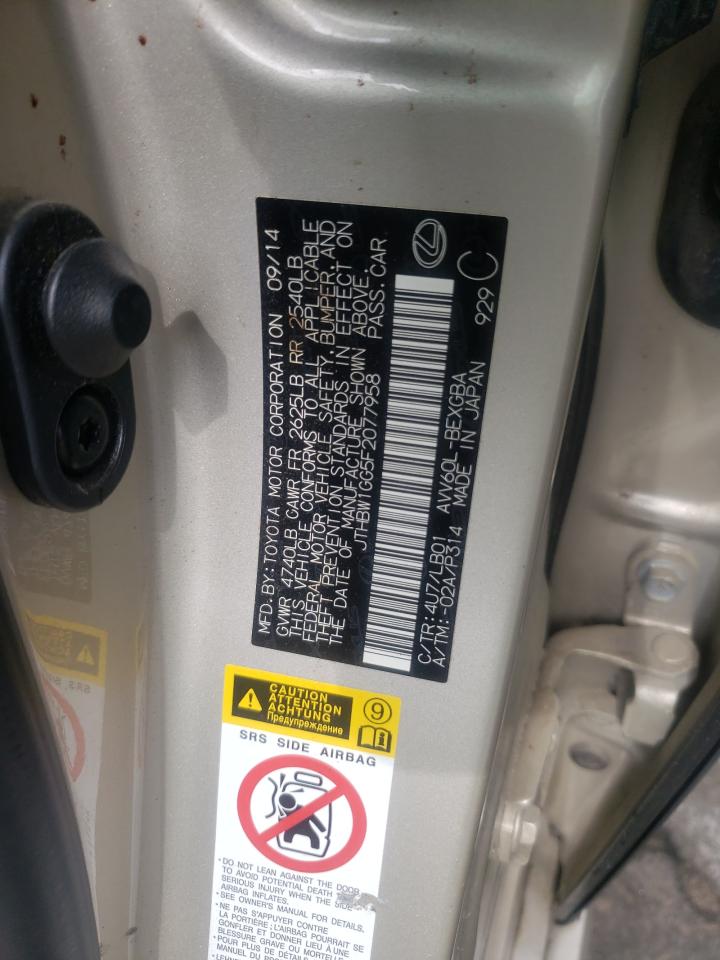 MFD.BY:TOYOTA MOTOR CORPORATION 09/14
GVWR 4740LB GAWR FR 2625LB RR 2540LB
THIS VEHICLE CONFORMS TO ALL APPLICABLE
FEDERAL MOTOR VEHICLE SAFETY, BUMPER, AND
THEFT PREVENTION STANDARDS IN EFFECT ON
THE DATE OF MANUFACTURE SHOWN ABOVE.
JTHBW1GG5F2077958 PASS.CAR
C/TR:4U7/LB01 AVV60L-BEXGBA 929 C
A/TM:-02A/P314 MADE IN JAPAN
CAUTION
ATTENTION
ACHTUNG
Предупреждение
9
SRS SIDE AIRBAG
•DO NOT LEAN AGAINST THE DOOR
TO AVOID POTENTIAL DEATH
SERIOUS INJURY WHEN THE SIDE
AIRBAG INFLATES.
•SEE OWNER'S MANUAL FOR DETAILS.
•NE PAS S'APPUYER CONTRE
LA PORTIERE; L'AIRBAG POURRAIT SE
GONFLER ET DONNER LIEU A UNE
BLESSURE GRAVE OU MORTELLE
•POUR PLUS DE DETAILS,
MANUEL DU